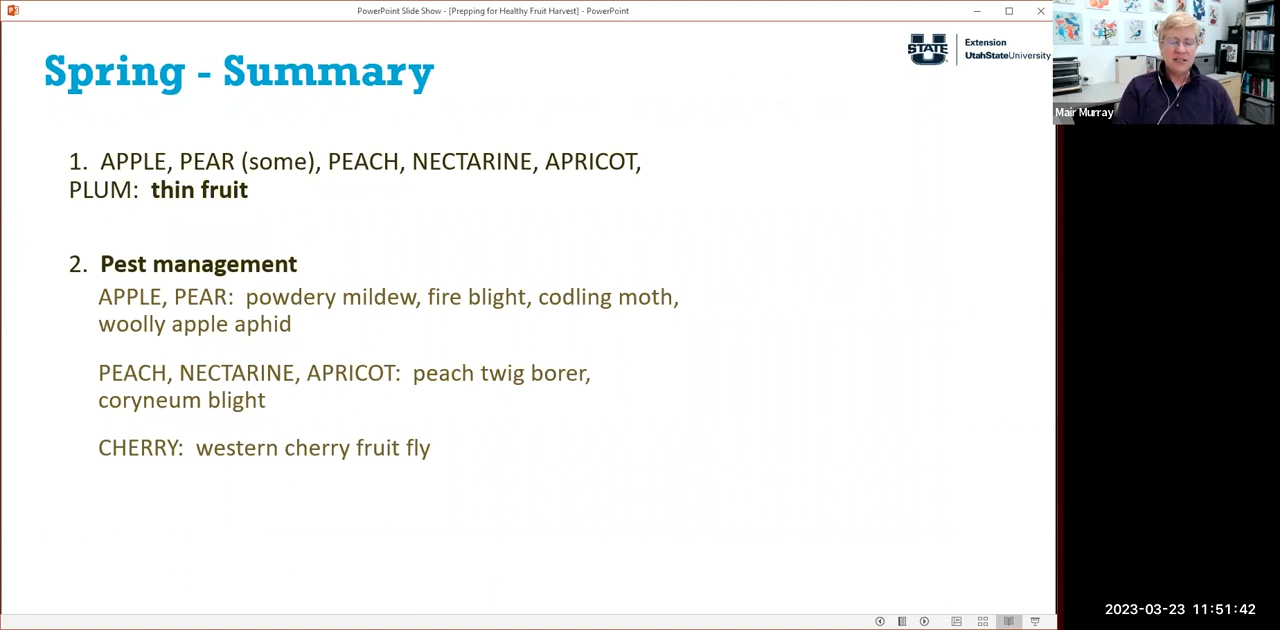 PowerPoint Slide Show - [Prepping for Healthy Fruit Harvest] - PowerPoint
Spring - Summary
U
STATE
Extension
UtahStateUniversity
Mair Murray
1. APPLE, PEAR (some), PEACH, NECTARINE, APRICOT,
PLUM: thin fruit
2. Pest management
APPLE, PEAR: powdery mildew, fire blight, codling moth,
woolly apple aphid
PEACH, NECTARINE, APRICOT: peach twig borer,
coryneum blight
CHERRY: western cherry fruit fly
2023-03-23 11:51:42